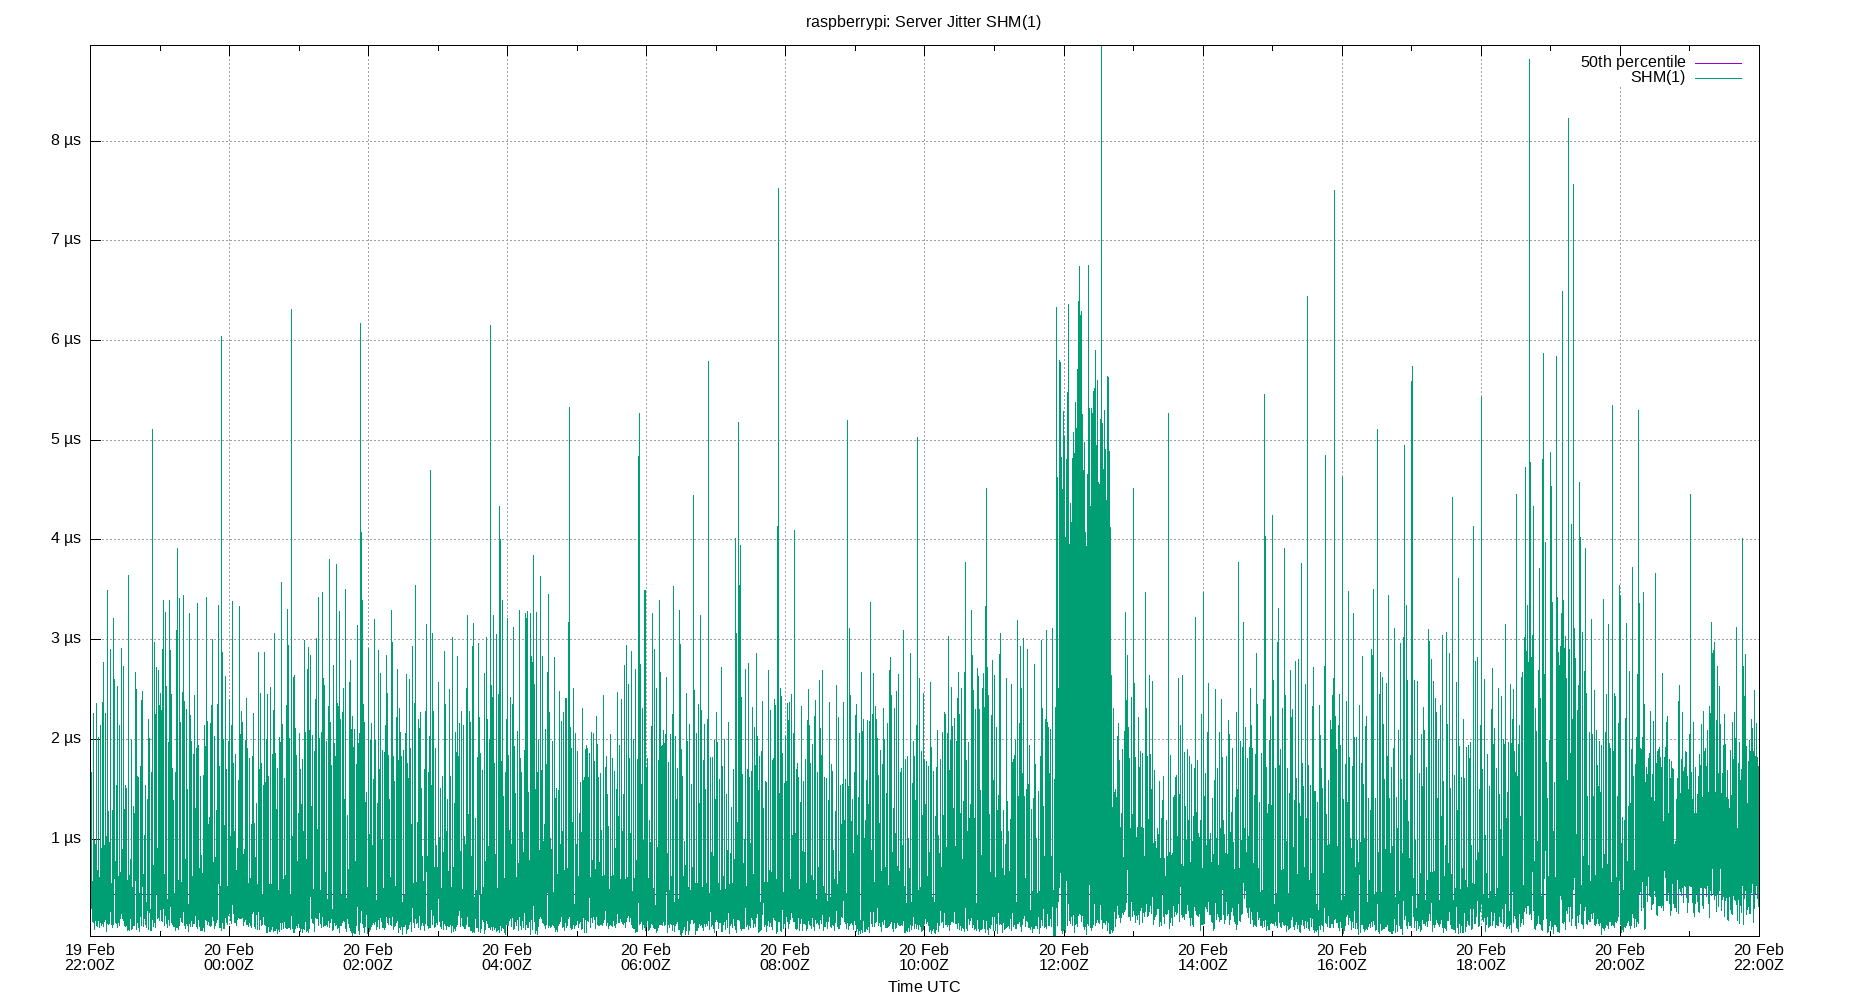 raspberrypi: Server Jitter SHM(1)
50th percentile
SHM(1)
8 µs
7 µs
6 µs
5 µs
4 µs
3 µs
2 µs
1 µs
19 Feb 20 Feb 20 Feb 20 Feb 20 Feb 20 Feb 20 Feb 20 Feb 20 Feb 20 Feb 20 Feb 20 Feb 20 Feb
22:00Z 00:00Z 02:00Z 04:00Z 06:00Z 08:00Z 10:00Z 12:00Z 14:00Z 16:00Z 18:00Z 20:00Z 22:00Z
Time UTC